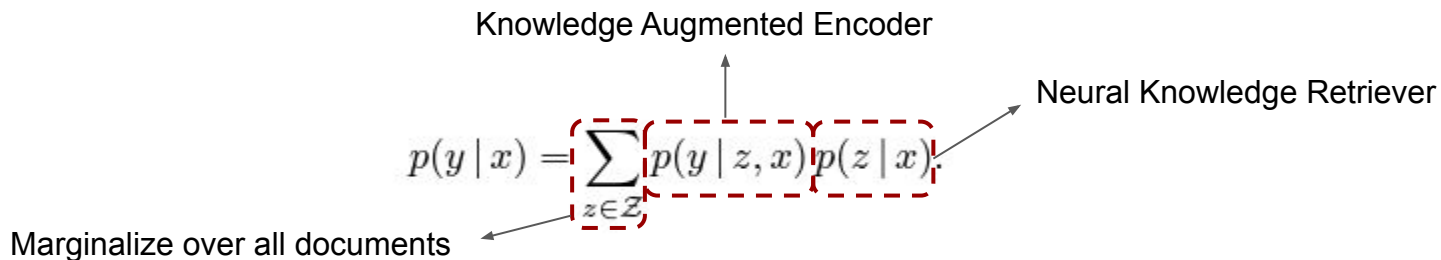 Knowledge Augmented Encoder
Neural Knowledge Retriever
p(y | x) = ∑ p(y | z, x) p(z | x).
z∈𝒵
Marginalize over all documents